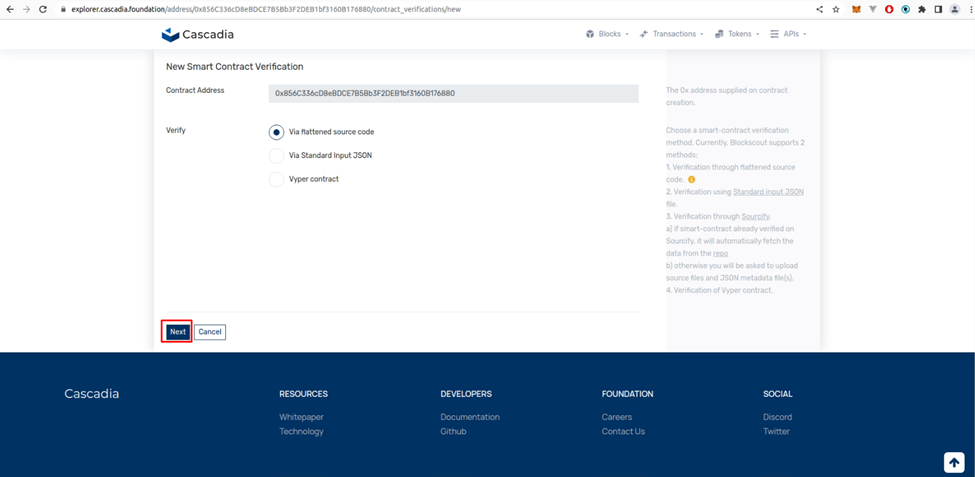 explorer.cascadia.foundation/address/0x856C336cD8eBDCE7B5Bb3F2DEB1bf3160B176880/contract_verifications/new
Cascadia
Blocks
Transactions
Tokens
APIs
New Smart Contract Verification
Contract Address
0x856C336cD8eBDCE7B5Bb3F2DEB1bf3160B176880
The 0x address supplied on contract
creation.
Verify
Via flattened source code
Via Standard Input JSON
Vyper contract
Choose a smart-contract verification
method. Currently, Blockscout supports 2
methods:
1. Verification through flattened source
code.
2. Verification using Standard input JSON
file.
3. Verification through Sourcify.
a) if smart-contract already verified on
Sourcify, it will automatically fetch the
data from the repo
b) otherwise you will be asked to upload
source files and JSON metadata file(s).
4. Verification of Vyper contract.
Next
Cancel
Cascadia
RESOURCES
Whitepaper
Technology
DEVELOPERS
Documentation
Github
FOUNDATION
Careers
Contact Us
SOCIAL
Discord
Twitter